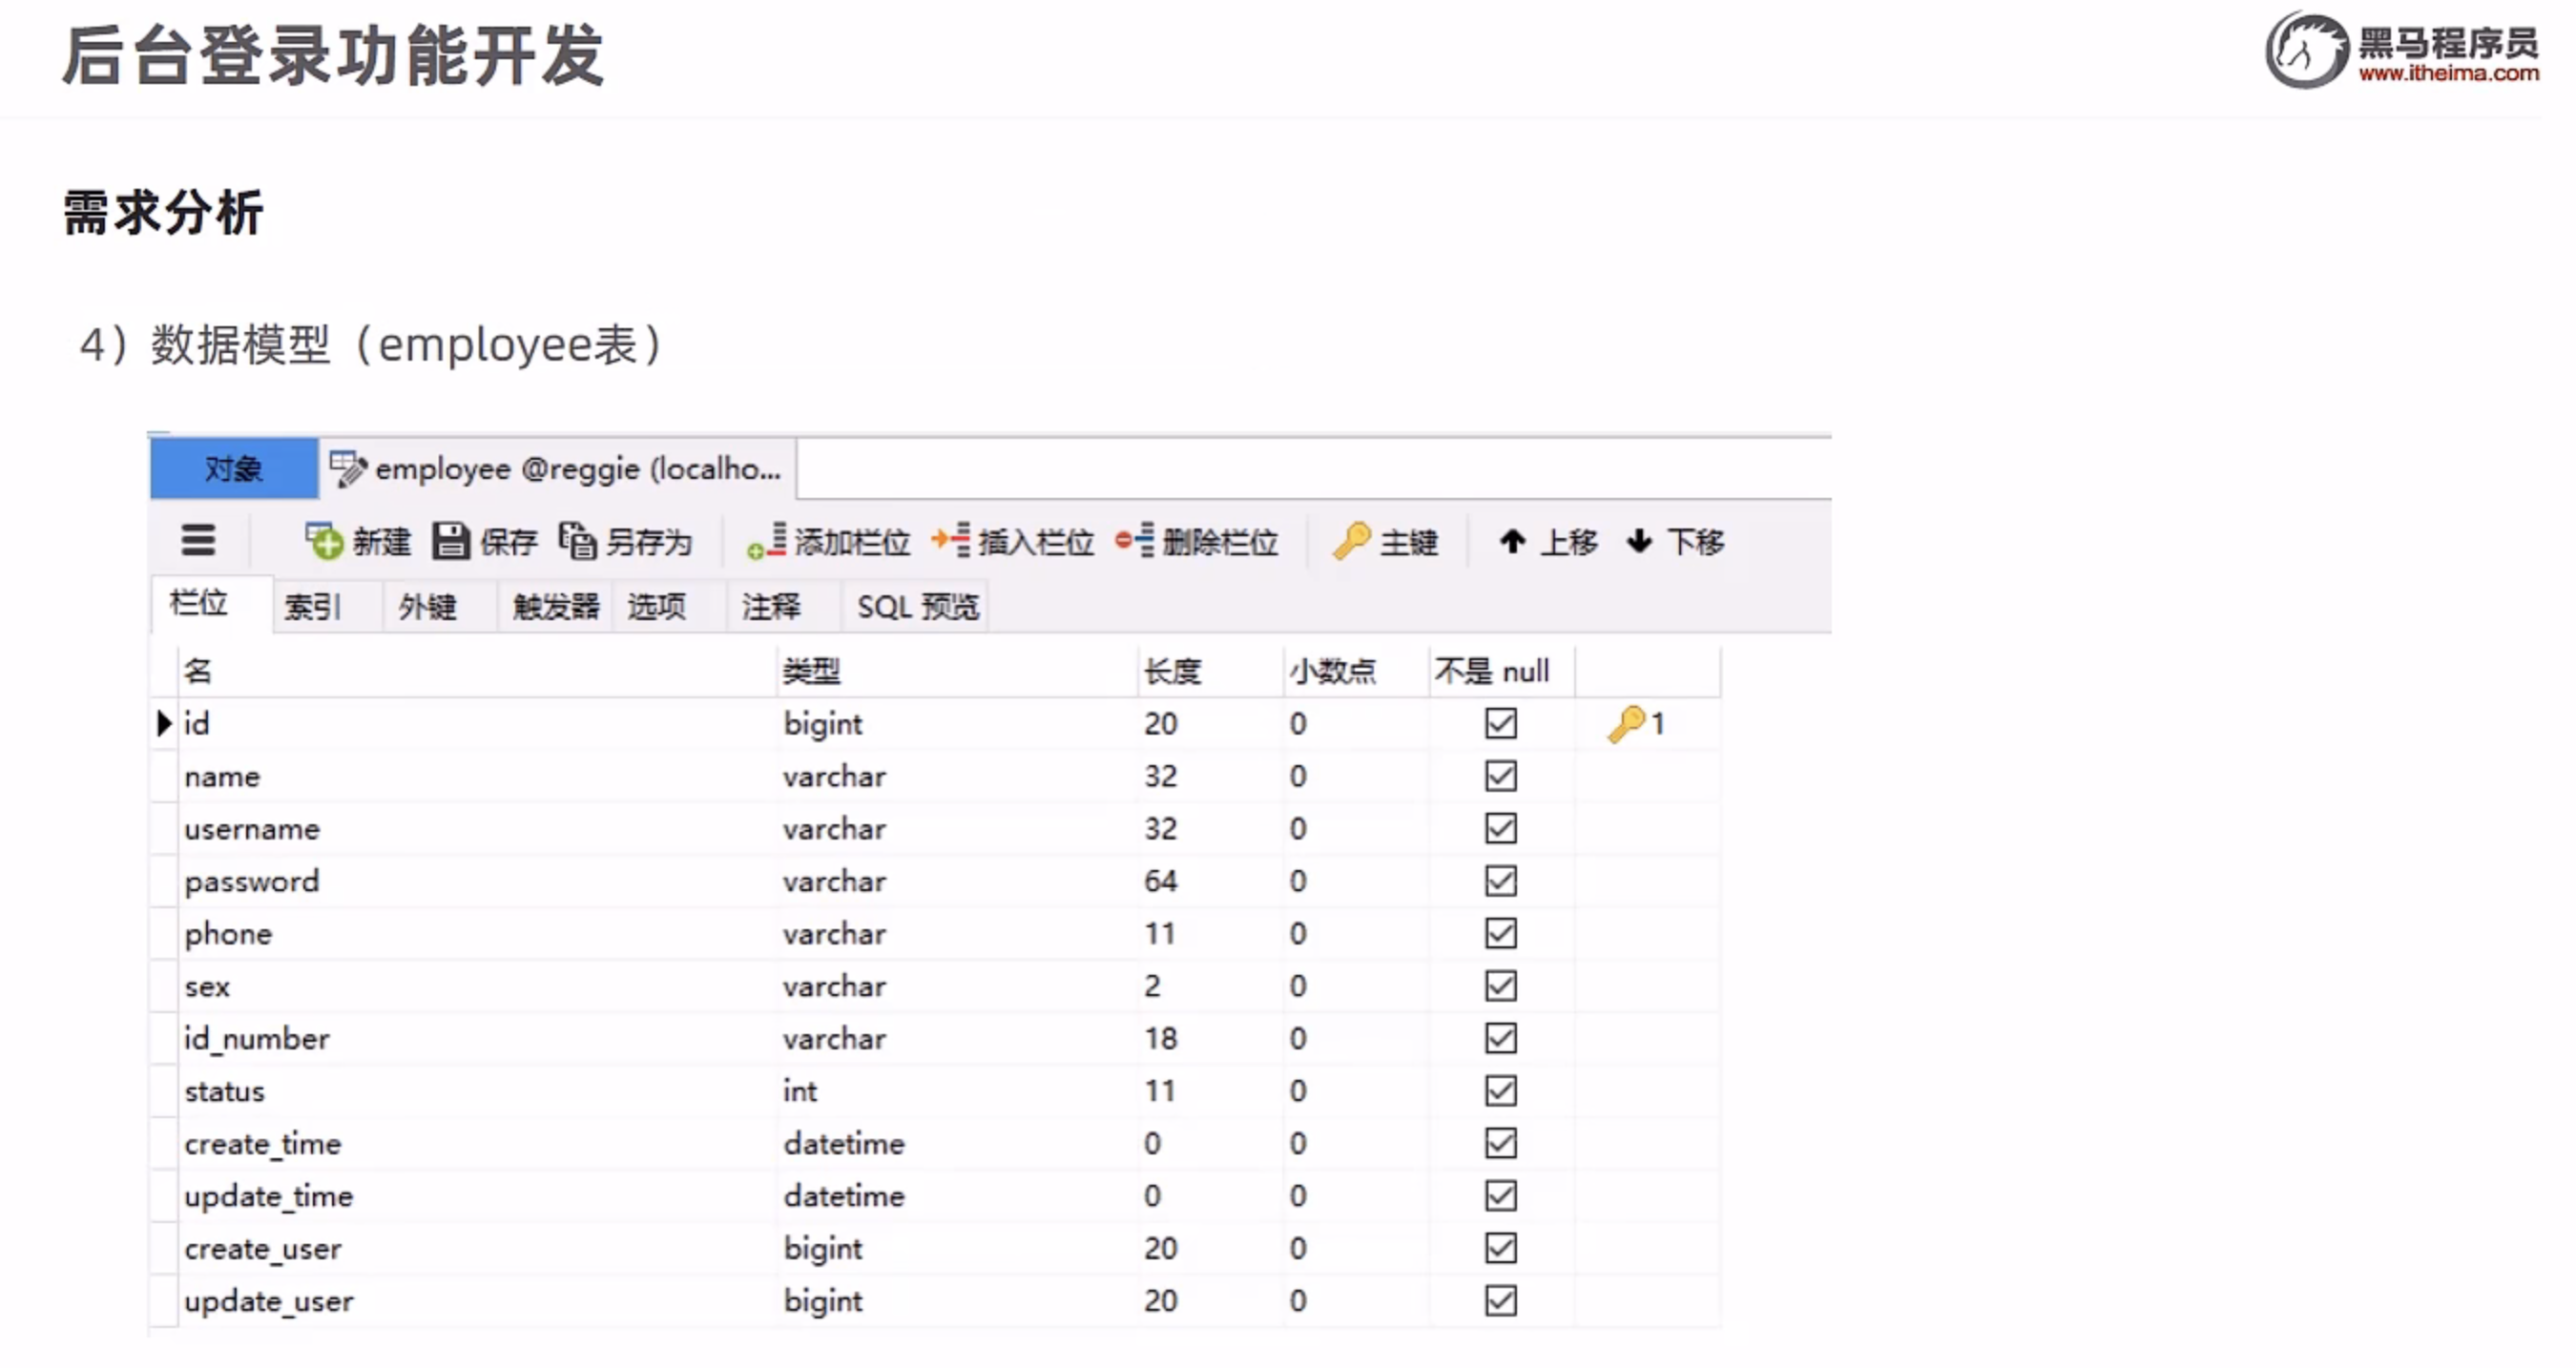 后台登录功能开发
黑马程序员
www.itheima.com
需求分析
4）数据模型（employee表）
对象 employee @reggie (localho...
新建 保存 另存为 添加栏位 插入栏位 删除栏位 主键 上移 下移
栏位 索引 外键 触发器 选项 注释 SQL 预览
名 类型 长度 小数点 不是 null
id bigint 20 0 1
name varchar 32 0
username varchar 32 0
password varchar 64 0
phone varchar 11 0
sex varchar 2 0
id_number varchar 18 0
status int 11 0
create_time datetime 0 0
update_time datetime 0 0
create_user bigint 20 0
update_user bigint 20 0